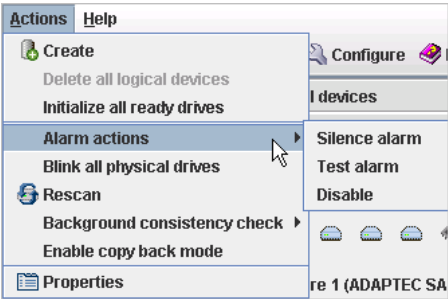 Actions Help
Create
Configure
Delete all logical devices
Initialize all ready drives
l devices
Alarm actions
Silence alarm
Blink all physical drives
Test alarm
Rescan
Disable
Background consistency check
Enable copy back mode
Properties
re 1 (ADAPTEC SA